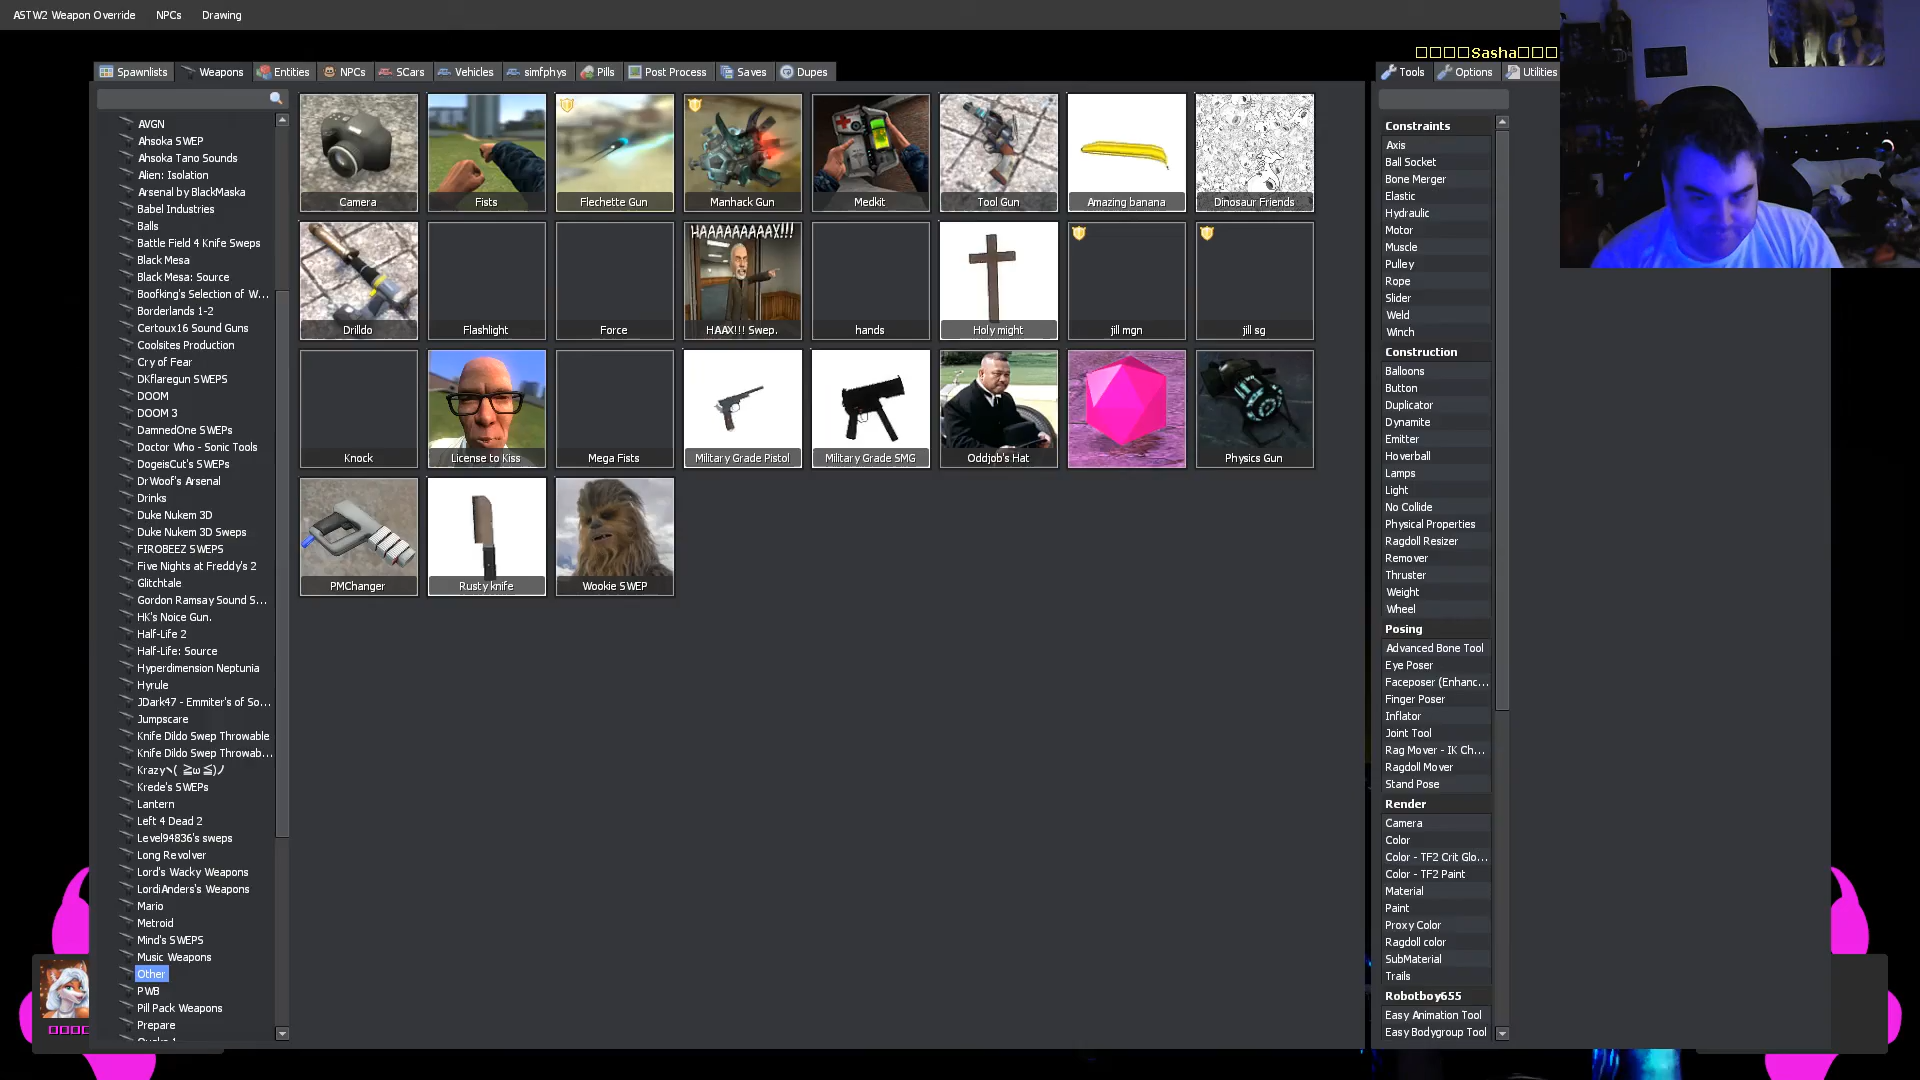 ASTW2 Weapon Override NPCs Drawing
Sasha
Spawnlists Weapons Entities NPCs SCars Vehicles simfphys Pills Post Process Saves Dupes
Tools Options Utilities
AVGN
Ahsoka SWEP
Ahsoka Tano Sounds
Alien: Isolation
Arsenal by BlackMaska
Babel Industries
Balls
Battle Field 4 Knife Sweps
Black Mesa
Black Mesa: Source
Boofking's Selection of W...
Borderlands 1-2
Certoux16 Sound Guns
Coolsites Production
Cry of Fear
DKflaregun SWEPS
DOOM
DOOM 3
DamnedOne SWEPs
Doctor Who - Sonic Tools
DogeisCut's SWEPs
DrWoof's Arsenal
Drinks
Duke Nukem 3D
Duke Nukem 3D Sweps
FIROBEEZ SWEPS
Five Nights at Freddy's 2
Glitchtale
Gordon Ramsay Sound S...
HK's Noice Gun.
Half-Life 2
Half-Life: Source
Hyperdimension Neptunia
Hyrule
JDark47 - Emmiter's of So...
Jumpscare
Knife Dildo Swep Throwable
Knife Dildo Swep Throwab...
Krazyヽ( ≧ω≦)ノ
Krede's SWEPs
Lantern
Left 4 Dead 2
Level94836's sweps
Long Revolver
Lord's Wacky Weapons
LordiAnders's Weapons
Mario
Metroid
Mind's SWEPS
Music Weapons
Other
PWB
Pill Pack Weapons
Prepare
Camera Fists Flechette Gun Manhack Gun Medkit Tool Gun Amazing banana Dinosaur Friends
HAAAAAAAAAX!!!
Drilldo Flashlight Force HAAX!!! Swep. hands Holy might jill mgn jill sg
Knock License to Kiss Mega Fists Military Grade Pistol Military Grade SMG Oddjob's Hat Physics Gun
PMChanger Rusty knife Wookie SWEP
Constraints
Axis
Ball Socket
Bone Merger
Elastic
Hydraulic
Motor
Muscle
Pulley
Rope
Slider
Weld
Winch
Construction
Balloons
Button
Duplicator
Dynamite
Emitter
Hoverball
Lamps
Light
No Collide
Physical Properties
Ragdoll Resizer
Remover
Thruster
Weight
Wheel
Posing
Advanced Bone Tool
Eye Poser
Faceposer (Enhanc...
Finger Poser
Inflator
Joint Tool
Rag Mover - IK Ch...
Ragdoll Mover
Stand Pose
Render
Camera
Color
Color - TF2 Crit Glo...
Color - TF2 Paint
Material
Paint
Proxy Color
Ragdoll color
SubMaterial
Trails
Robotboy655
Easy Animation Tool
Easy Bodygroup Tool